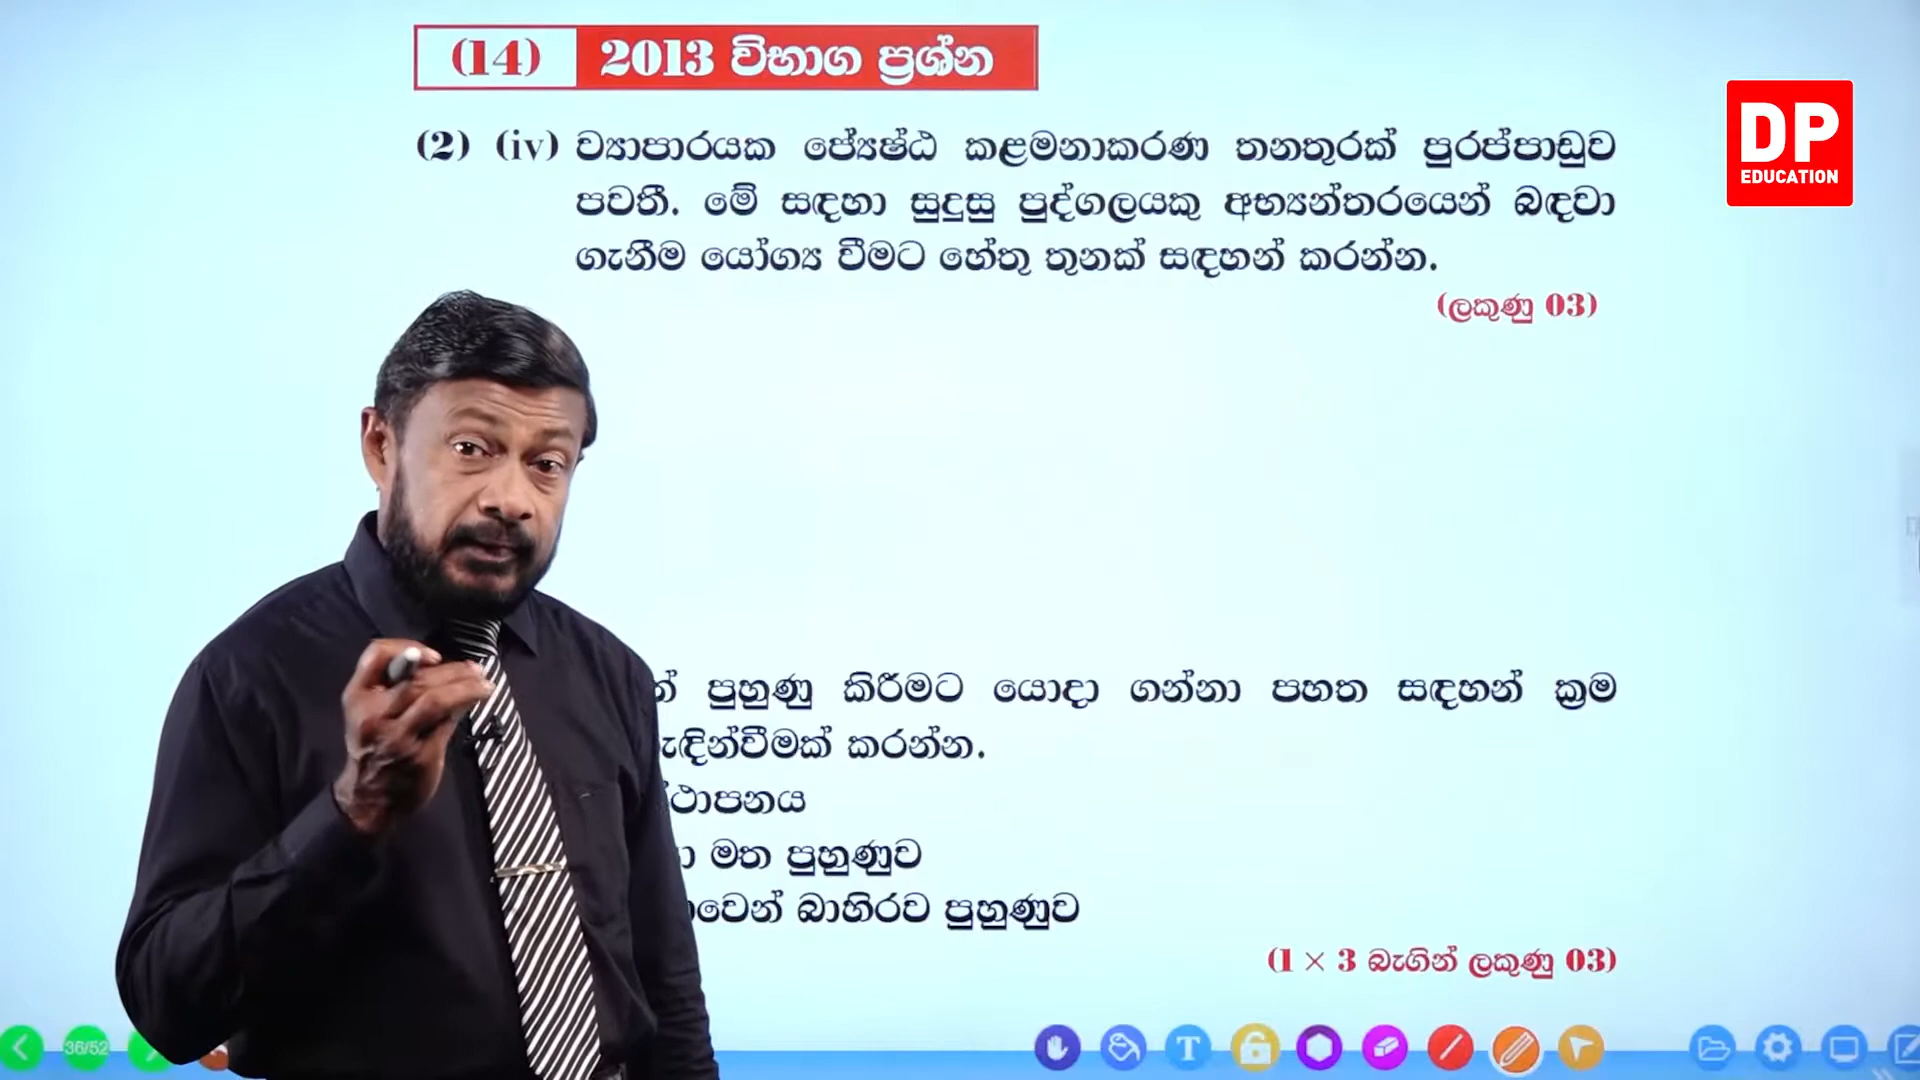 (14) 2013 විභාග ප්‍රශ්න
DP
EDUCATION
(2) (iv) ව්‍යාපාරයක ජ්‍යෙෂ්ඨ කළමනාකරණ තනතුරක් පුරප්පාඩුව
පවතී. මේ සඳහා සුදුසු පුද්ගලයකු අභ්‍යන්තරයෙන් බඳවා
ගැනීම යෝග්‍ය වීමට හේතු තුනක් සඳහන් කරන්න.
(ලකුණු 03)
පුහුණු කිරීමට යොදා ගන්නා පහත සඳහන් ක්‍රම
කරන්න.
මත පුහුණුව
බාහිරව පුහුණුව
(1 × 3 බැගින් ලකුණු 03)
36/52
T